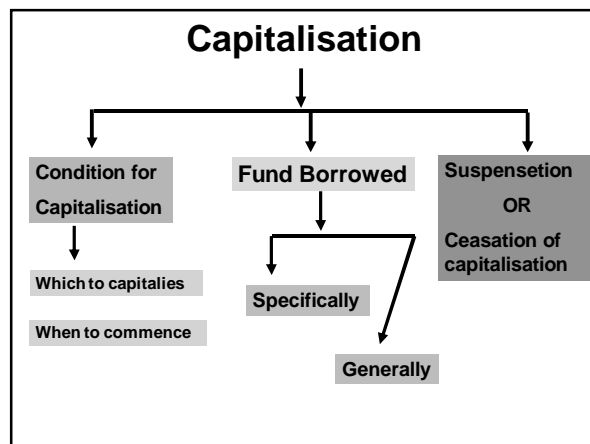 Capitalisation
Condition for
Capitalisation
Which to capitalies
When to commence
Fund Borrowed
Specifically
Generally
Suspensetion
OR
Ceasation of
capitalisation